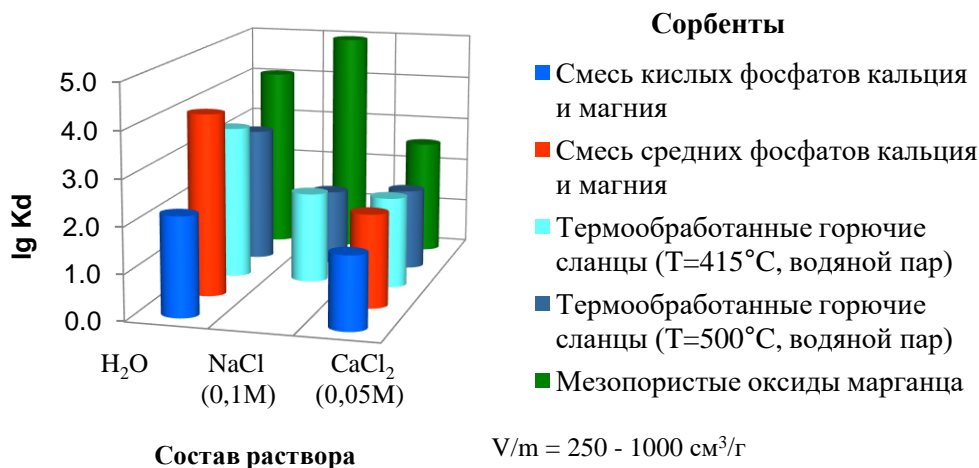 Сорбенты
5.0
4.0
3.0
2.0
1.0
0.0
lg Kd
H₂O
NaCl
(0,1М)
CaCl₂
(0,05М)
Состав раствора
Смесь кислых фосфатов кальция
и магния
Смесь средних фосфатов кальция
и магния
Термообработанные горючие
сланцы (Т=415°С, водяной пар)
Термообработанные горючие
сланцы (Т=500°С, водяной пар)
Мезопористые оксиды марганца
V/m = 250 - 1000 см³/г